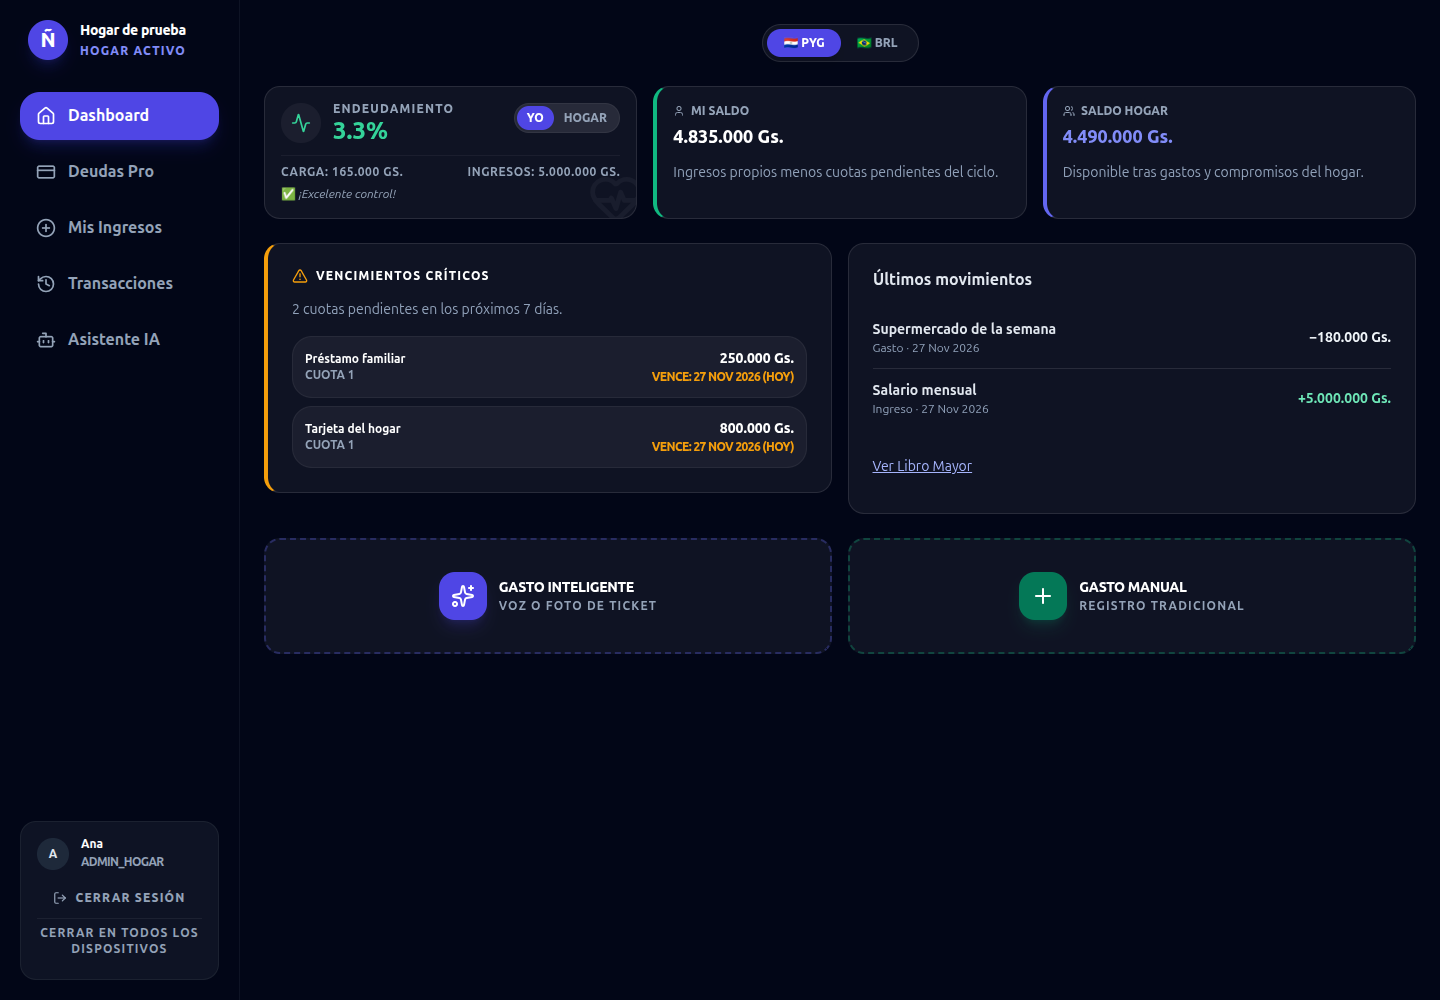 Ñ
Hogar de prueba
HOGAR ACTIVO
Dashboard
Deudas Pro
Mis Ingresos
Transacciones
Asistente IA
A
Ana
ADMIN_HOGAR
CERRAR SESIÓN
CERRAR EN TODOS LOS
DISPOSITIVOS
🇵🇾 PYG
🇧🇷 BRL
ENDEUDAMIENTO
3.3%
YO
HOGAR
CARGA: 165.000 GS.
INGRESOS: 5.000.000 GS.
✅ ¡Excelente control!
MI SALDO
4.835.000 Gs.
Ingresos propios menos cuotas pendientes del ciclo.
SALDO HOGAR
4.490.000 Gs.
Disponible tras gastos y compromisos del hogar.
VENCIMIENTOS CRÍTICOS
2 cuotas pendientes en los próximos 7 días.
Préstamo familiar
CUOTA 1
250.000 Gs.
VENCE: 27 NOV 2026 (HOY)
Tarjeta del hogar
CUOTA 1
800.000 Gs.
VENCE: 27 NOV 2026 (HOY)
Últimos movimientos
Supermercado de la semana
Gasto · 27 Nov 2026
−180.000 Gs.
Salario mensual
Ingreso · 27 Nov 2026
+5.000.000 Gs.
Ver Libro Mayor
GASTO INTELIGENTE
VOZ O FOTO DE TICKET
GASTO MANUAL
REGISTRO TRADICIONAL